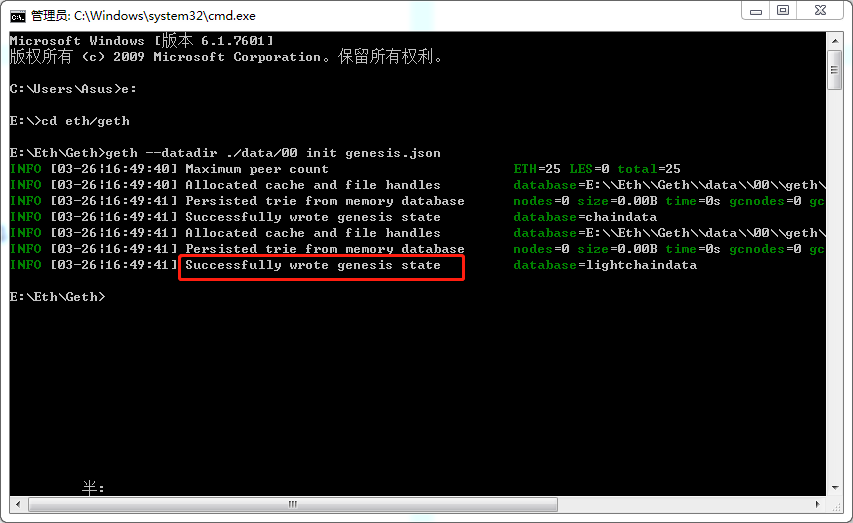 管理员: C:\Windows\system32\cmd.exe
Microsoft Windows [版本 6.1.7601]
版权所有 (c) 2009 Microsoft Corporation。保留所有权利。
C:\Users\Asus>e:
E:\>cd eth/geth
E:\Eth\Geth>geth --datadir ./data/00 init genesis.json
INFO [03-26|16:49:40] Maximum peer count ETH=25 LES=0 total=25
INFO [03-26|16:49:40] Allocated cache and file handles database=E:\\Eth\\Geth\\data\\00\\geth\
INFO [03-26|16:49:41] Persisted trie from memory database nodes=0 size=0.00B time=0s gcnodes=0 gc
INFO [03-26|16:49:41] Successfully wrote genesis state database=chaindata
INFO [03-26|16:49:41] Allocated cache and file handles database=E:\\Eth\\Geth\\data\\00\\geth\
INFO [03-26|16:49:41] Persisted trie from memory database nodes=0 size=0.00B time=0s gcnodes=0 gc
INFO [03-26|16:49:41] Successfully wrote genesis state database=lightchaindata
E:\Eth\Geth>
半: